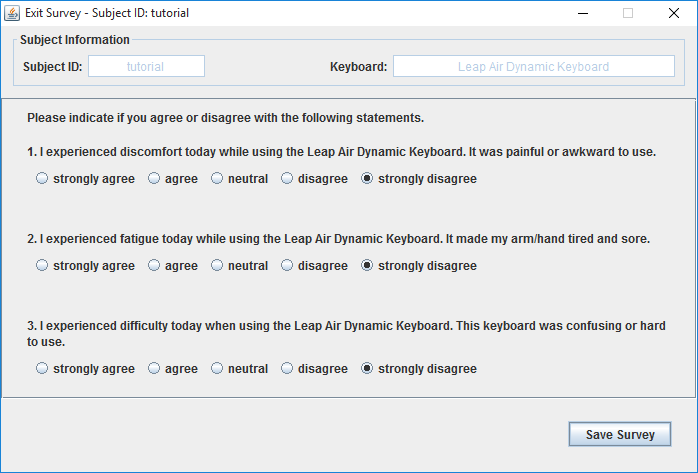 Exit Survey - Subject ID: tutorial
Subject Information
Subject ID: tutorial Keyboard: Leap Air Dynamic Keyboard
Please indicate if you agree or disagree with the following statements.
1. I experienced discomfort today while using the Leap Air Dynamic Keyboard. It was painful or awkward to use.
strongly agree agree neutral disagree strongly disagree
2. I experienced fatigue today while using the Leap Air Dynamic Keyboard. It made my arm/hand tired and sore.
strongly agree agree neutral disagree strongly disagree
3. I experienced difficulty today when using the Leap Air Dynamic Keyboard. This keyboard was confusing or hard
to use.
strongly agree agree neutral disagree strongly disagree
Save Survey